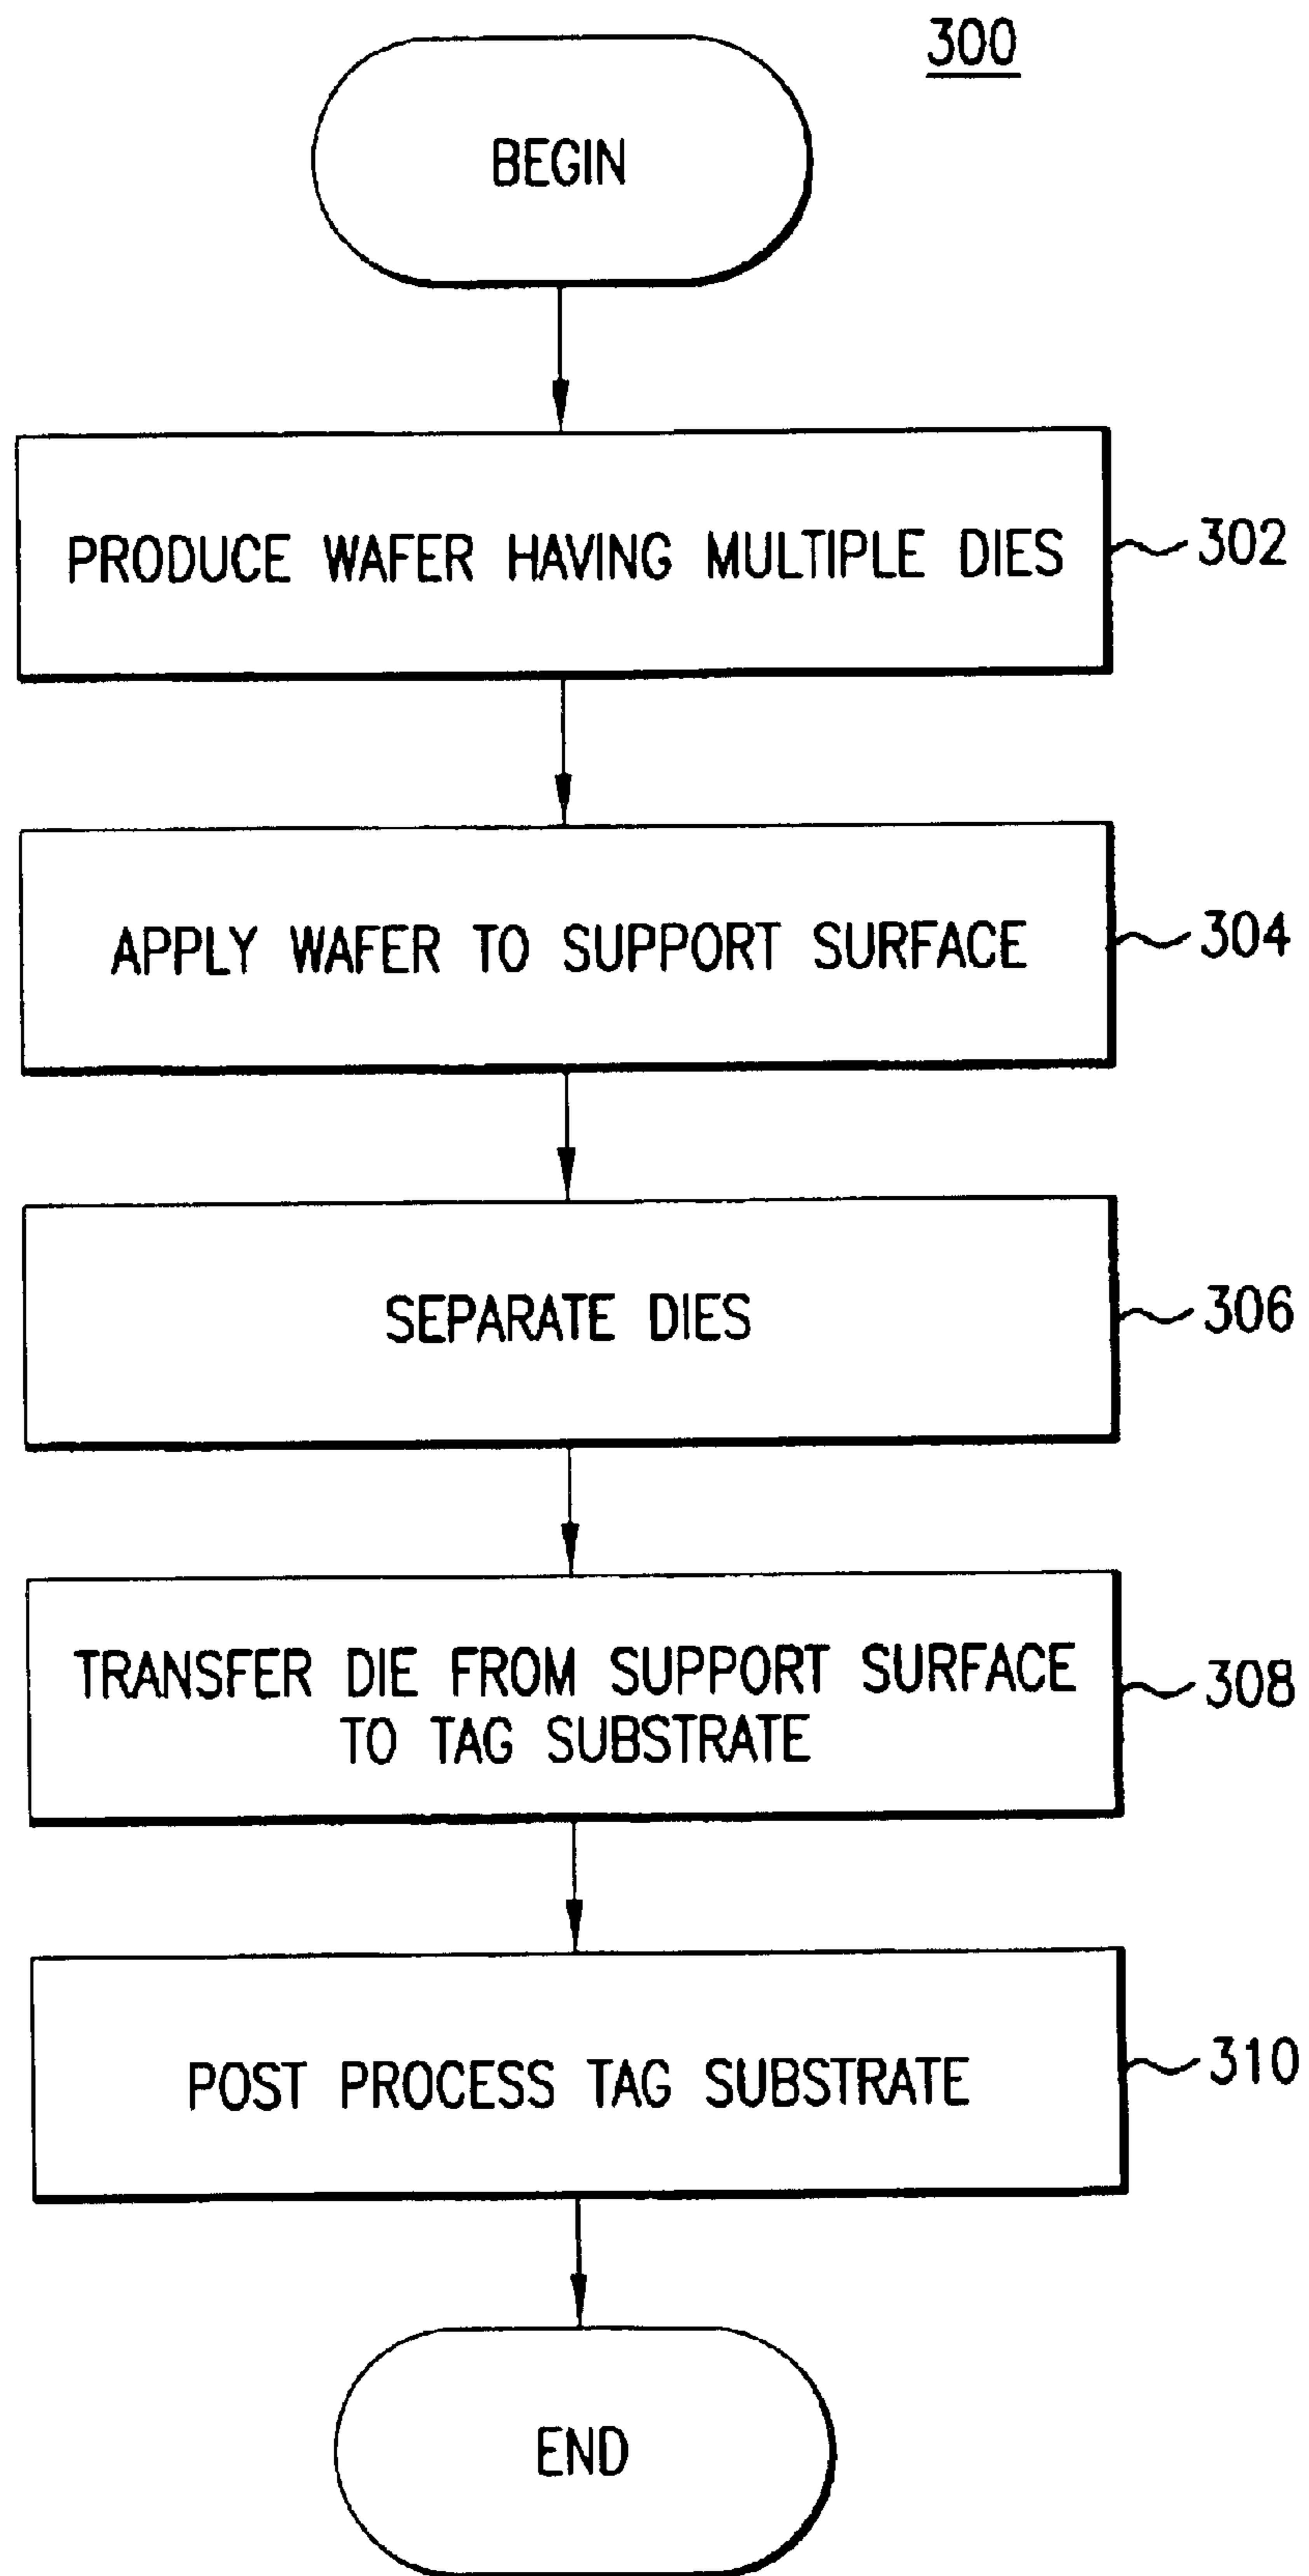 300
BEGIN
PRODUCE WAFER HAVING MULTIPLE DIES
302
APPLY WAFER TO SUPPORT SURFACE
304
SEPARATE DIES
306
TRANSFER DIE FROM SUPPORT SURFACE
TO TAG SUBSTRATE
308
POST PROCESS TAG SUBSTRATE
310
END